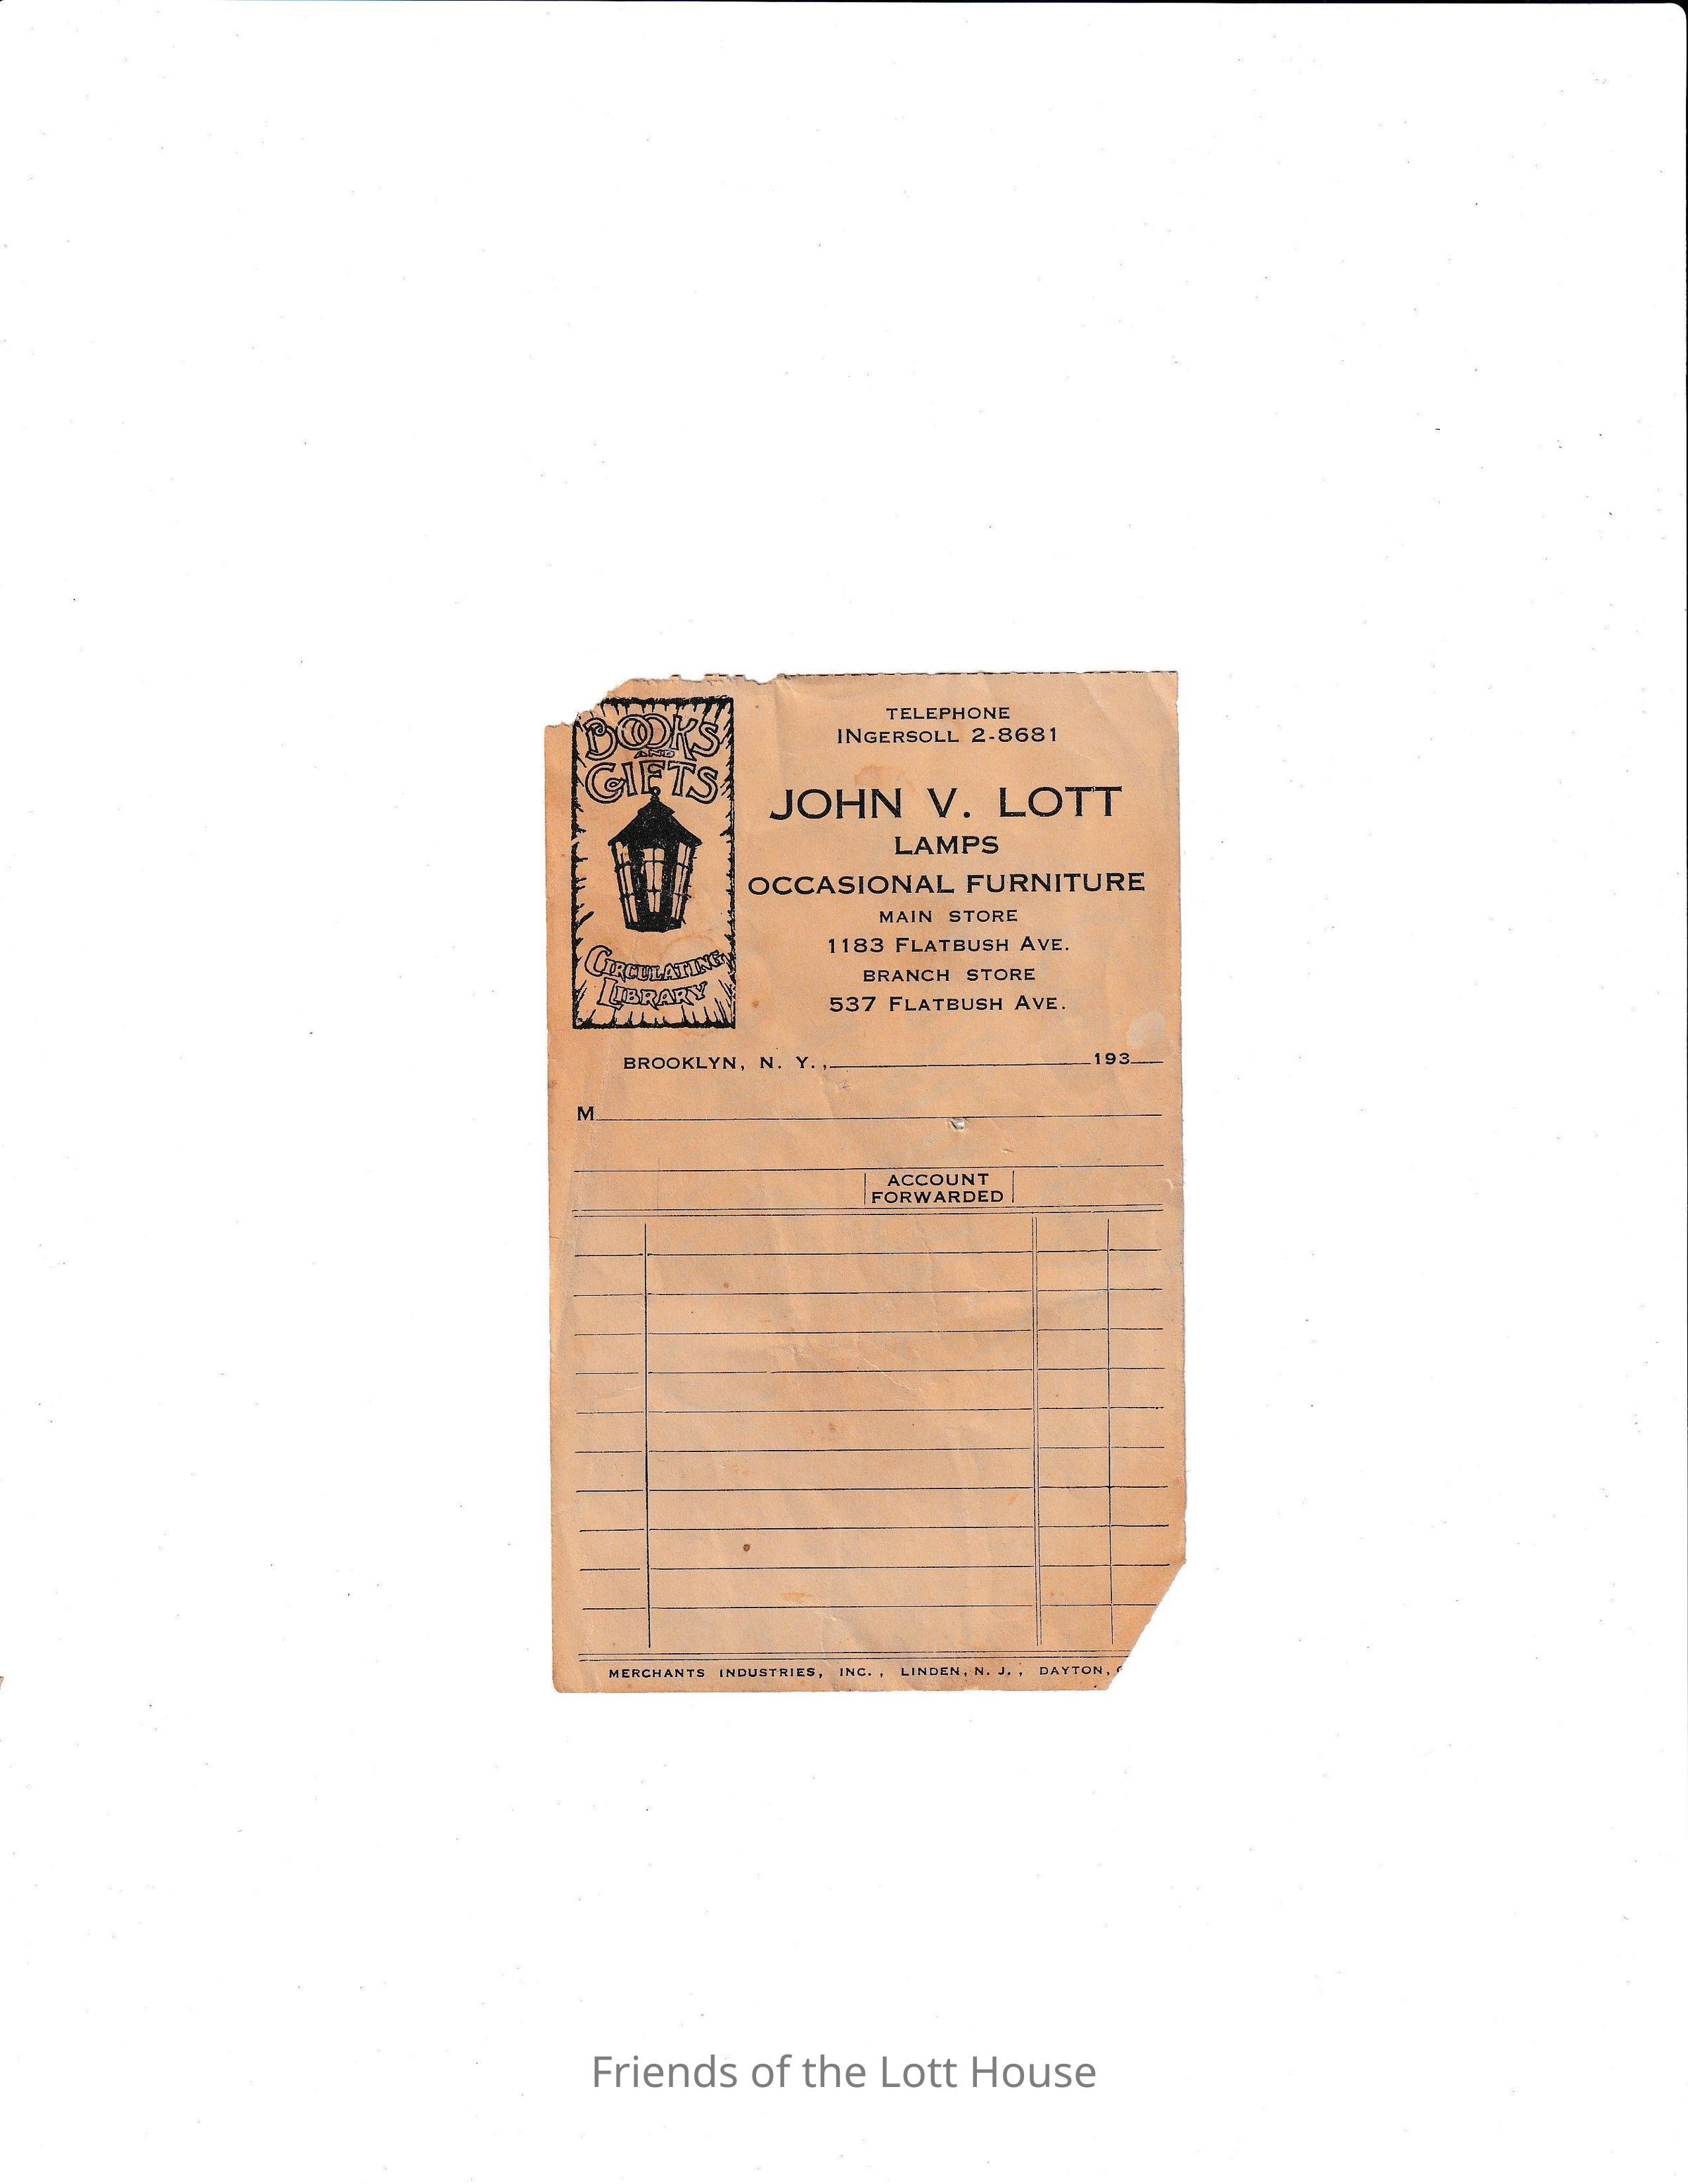 BOOKS
AND
GIFTS
CIRCULATING
LIBRARY
TELEPHONE
INGERSOLL 2-8681
JOHN V. LOTT
LAMPS
OCCASIONAL FURNITURE
MAIN STORE
1183 FLATBUSH AVE.
BRANCH STORE
537 FLATBUSH AVE.
BROOKLYN, N. Y., 193
M
ACCOUNT
FORWARDED
MERCHANTS INDUSTRIES, INC., LINDEN, N. J., DAYTON,
Friends of the Lott House